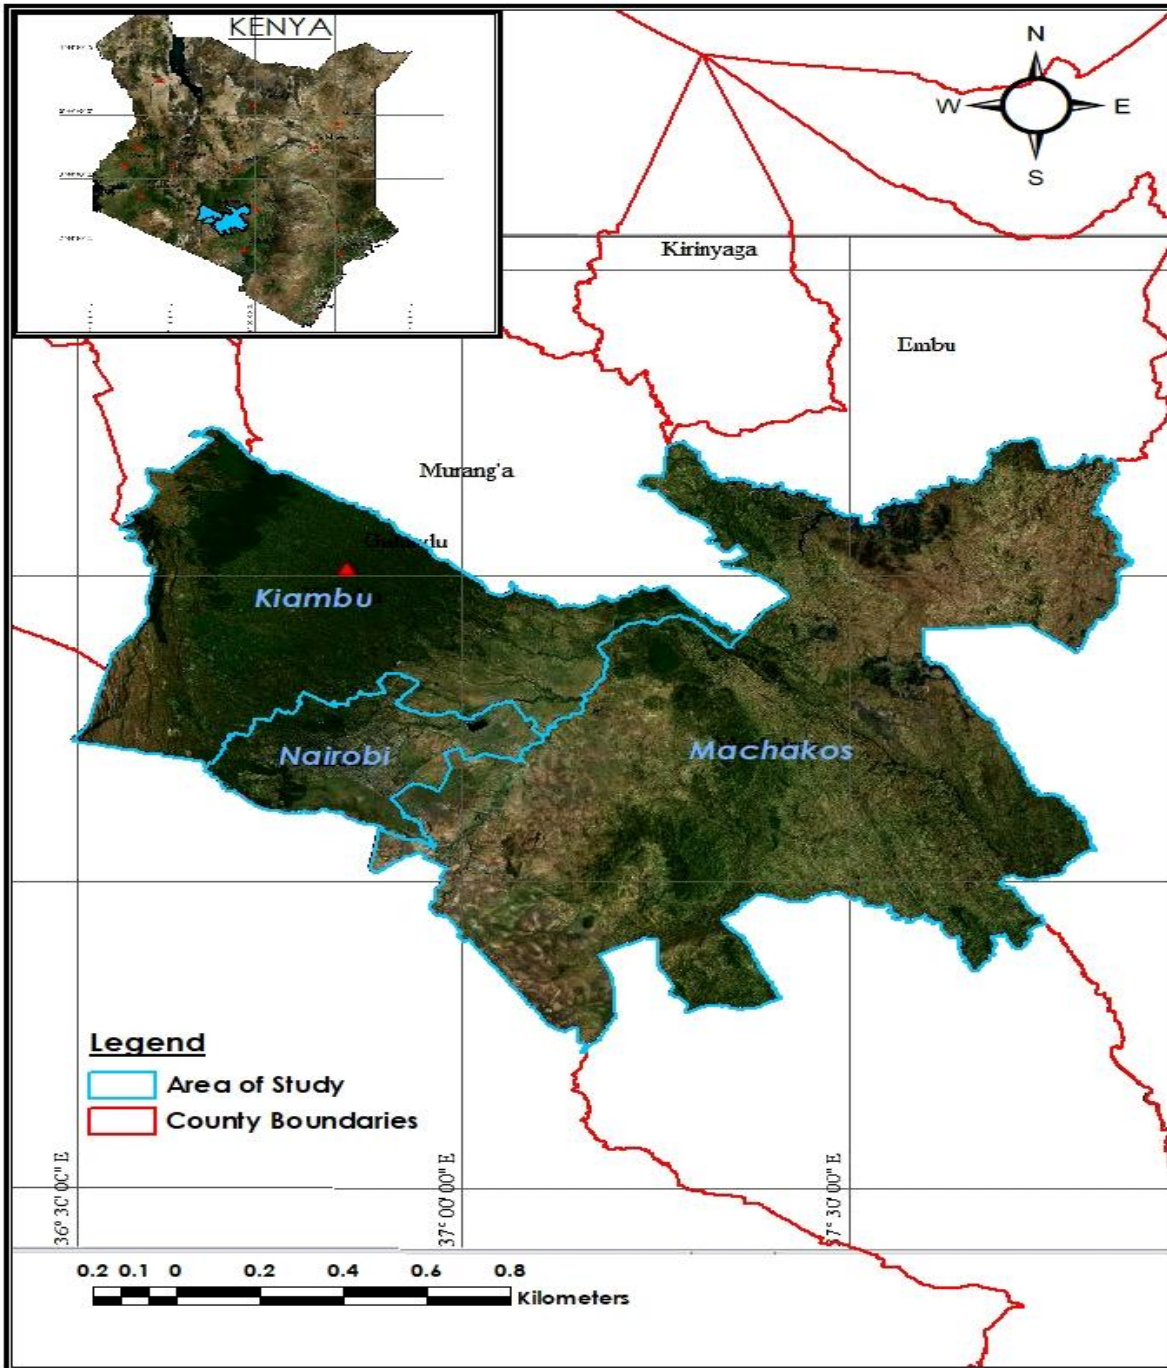 KENYA
N
W E
S
Kirinyaga
Embu
Murang'a
Kiambu
Nairobi
Machakos
Legend
Area of Study
County Boundaries
36° 30' 00" E
37° 00' 00" E
37° 30' 00" E
0.2 0.1 0 0.2 0.4 0.6 0.8
Kilometers